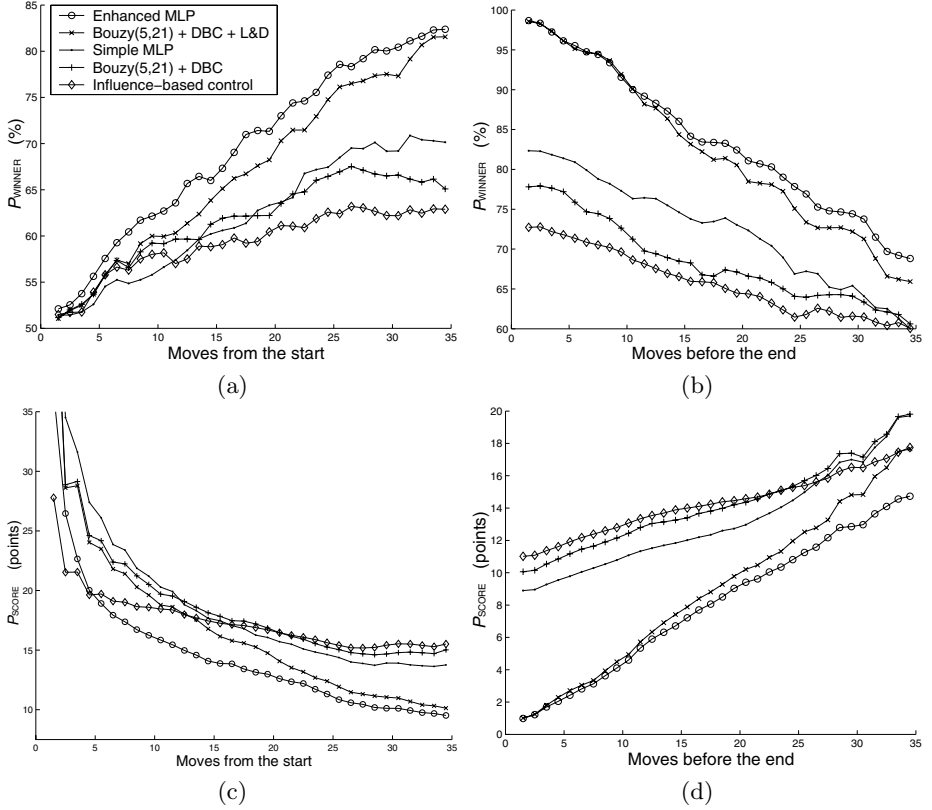 Enhanced MLP
Bouzy(5,21) + DBC + L&D
Simple MLP
Bouzy(5,21) + DBC
Influence−based control
P_WINNER (%)
85
80
75
70
65
60
55
50
0 5 10 15 20 25 30 35
Moves from the start
(a)
P_WINNER (%)
100
95
90
85
80
75
70
65
60
0 5 10 15 20 25 30 35
Moves before the end
(b)
P_SCORE (points)
35
30
25
20
15
10
0 5 10 15 20 25 30 35
Moves from the start
(c)
P_SCORE (points)
20
18
16
14
12
10
8
6
4
2
0
0 5 10 15 20 25 30 35
Moves before the end
(d)